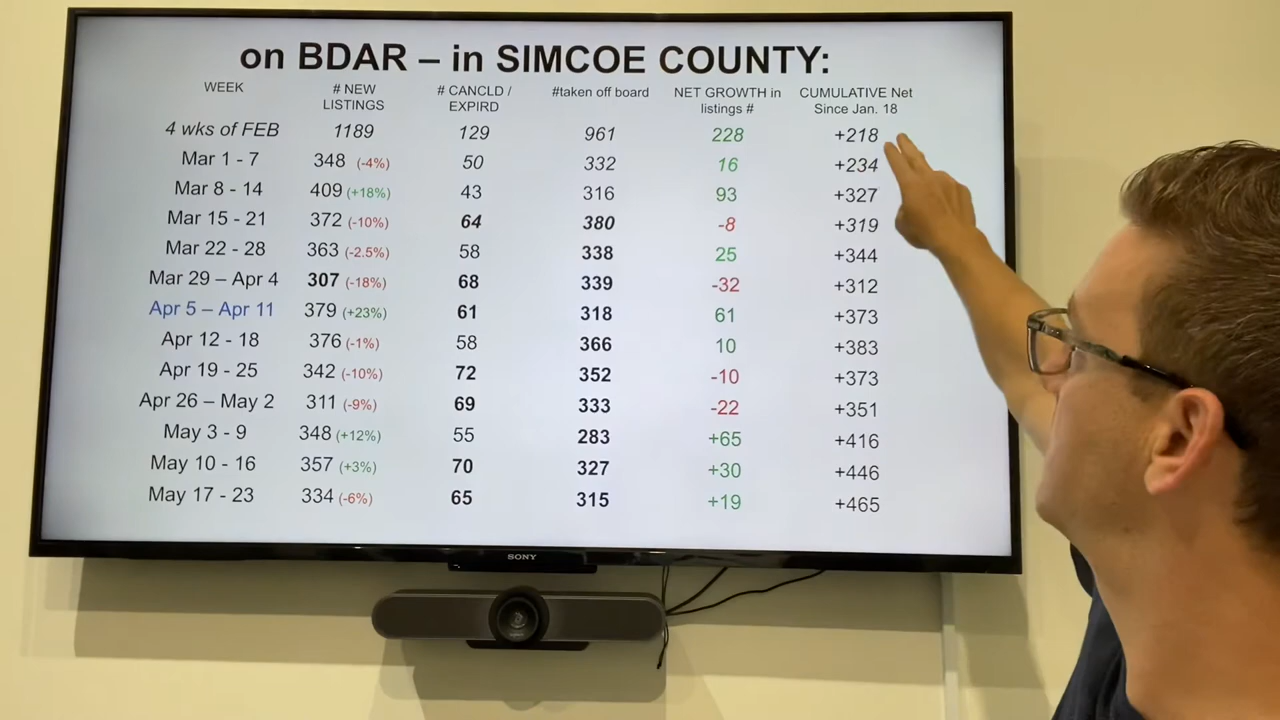 on BDAR – in SIMCOE COUNTY:
WEEK # NEW LISTINGS # CANCLD / EXPIRD #taken off board NET GROWTH in listings # CUMULATIVE Net Since Jan. 18
4 wks of FEB 1189 129 961 228 +218
Mar 1 - 7 348 (-4%) 50 332 16 +234
Mar 8 - 14 409 (+18%) 43 316 93 +327
Mar 15 - 21 372 (-10%) 64 380 -8 +319
Mar 22 - 28 363 (-2.5%) 58 338 25 +344
Mar 29 – Apr 4 307 (-18%) 68 339 -32 +312
Apr 5 – Apr 11 379 (+23%) 61 318 61 +373
Apr 12 - 18 376 (-1%) 58 366 10 +383
Apr 19 - 25 342 (-10%) 72 352 -10 +373
Apr 26 – May 2 311 (-9%) 69 333 -22 +351
May 3 - 9 348 (+12%) 55 283 +65 +416
May 10 - 16 357 (+3%) 70 327 +30 +446
May 17 - 23 334 (-6%) 65 315 +19 +465
SONY